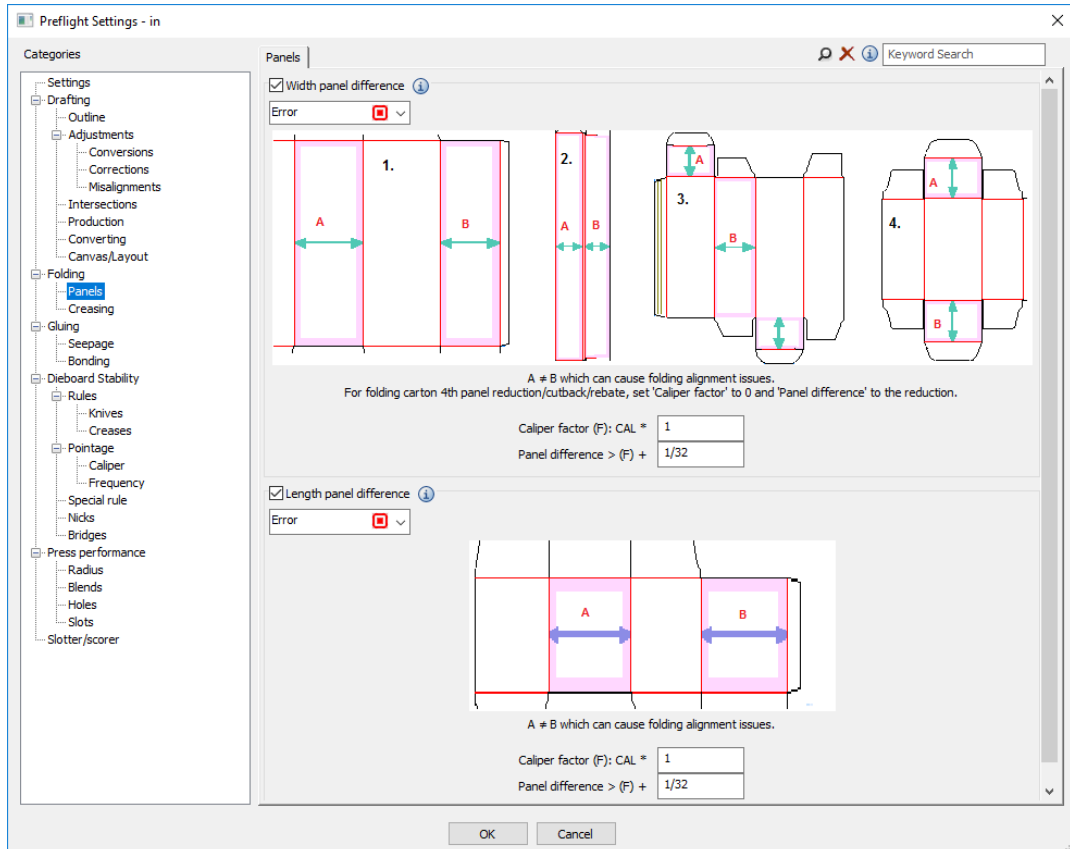 Preflight Settings - in
Categories
Settings
Drafting
Outline
Adjustments
Conversions
Corrections
Misalignments
Intersections
Production
Converting
Canvas/Layout
Folding
Panels
Creasing
Gluing
Seepage
Bonding
Dieboard Stability
Rules
Knives
Creases
Pointage
Caliper
Frequency
Special rule
Nicks
Bridges
Press performance
Radius
Blends
Holes
Slots
Slotter/scorer
Panels
Keyword Search
Width panel difference
Error
1.
A
B
2.
A B
3.
A
B
4.
A
B
A ≠ B which can cause folding alignment issues.
For folding carton 4th panel reduction/cutback/rebate, set 'Caliper factor' to 0 and 'Panel difference' to the reduction.
Caliper factor (F): CAL * 1
Panel difference > (F) + 1/32
Length panel difference
Error
A
B
A ≠ B which can cause folding alignment issues.
Caliper factor (F): CAL * 1
Panel difference > (F) + 1/32
OK
Cancel